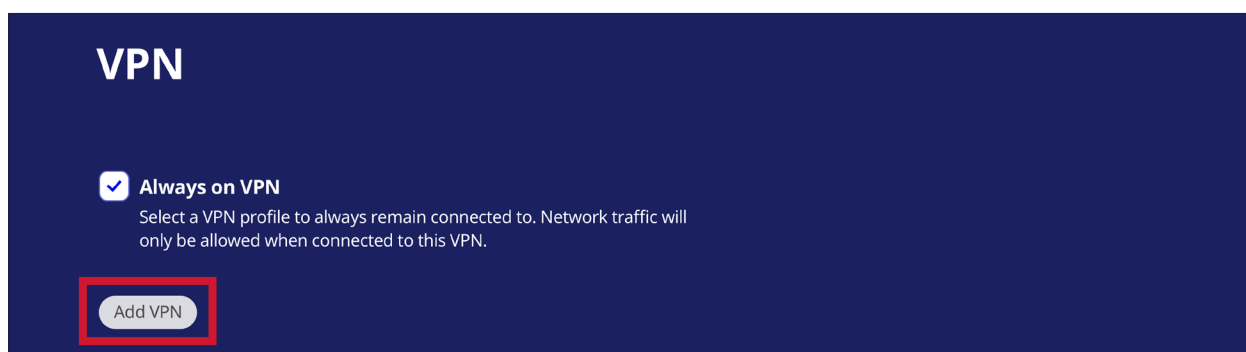 VPN
Always on VPN
Select a VPN profile to always remain connected to. Network traffic will
only be allowed when connected to this VPN.
Add VPN